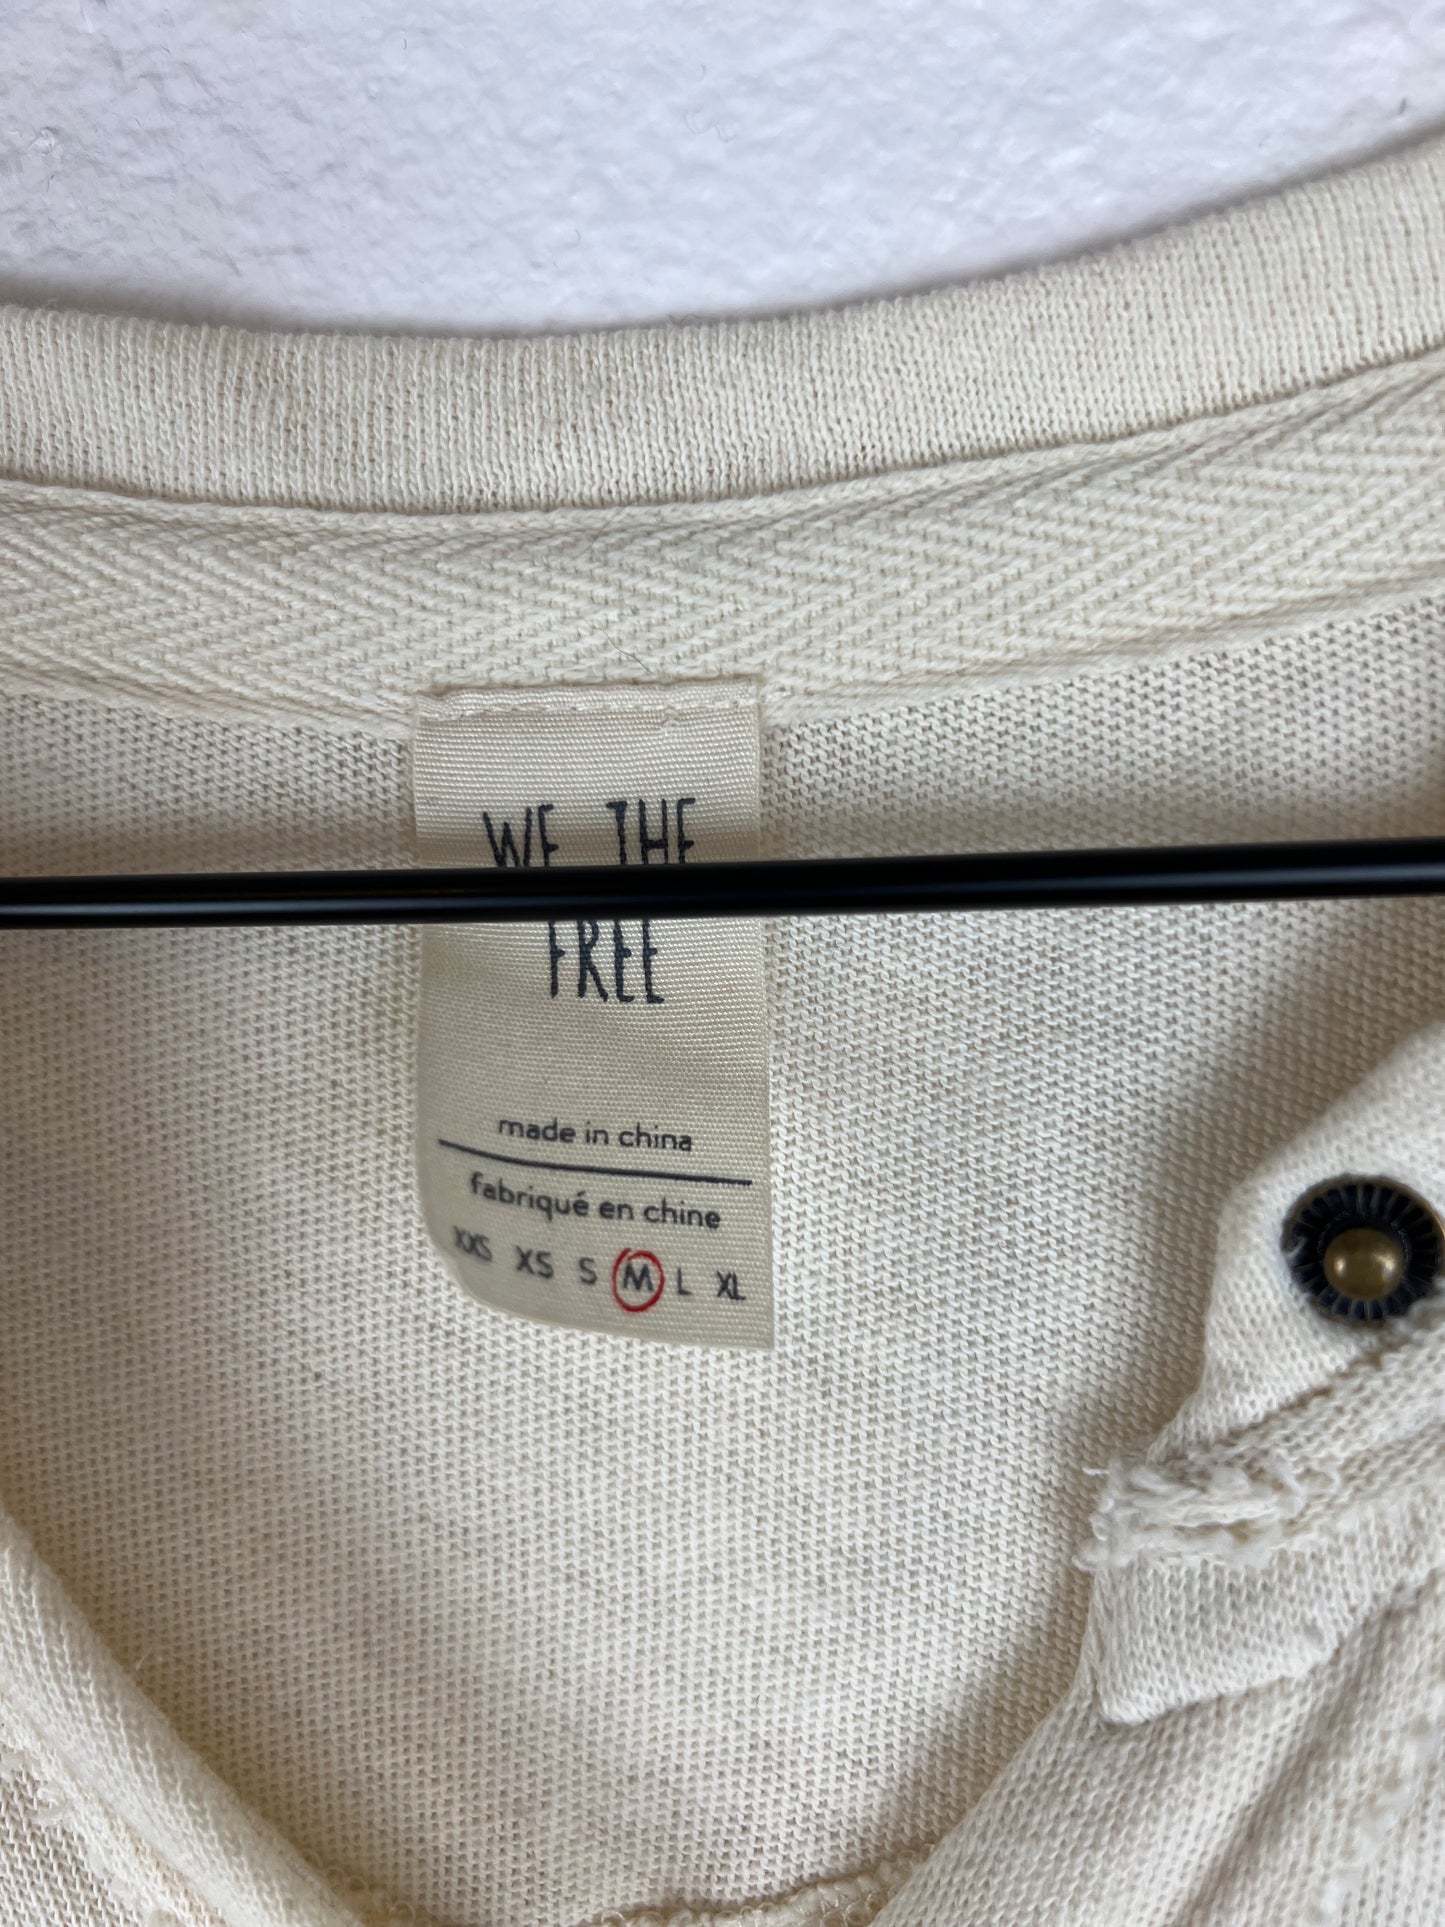 WE THE
FREE
made in china
fabriqué en chine
XXS XS S M L XL